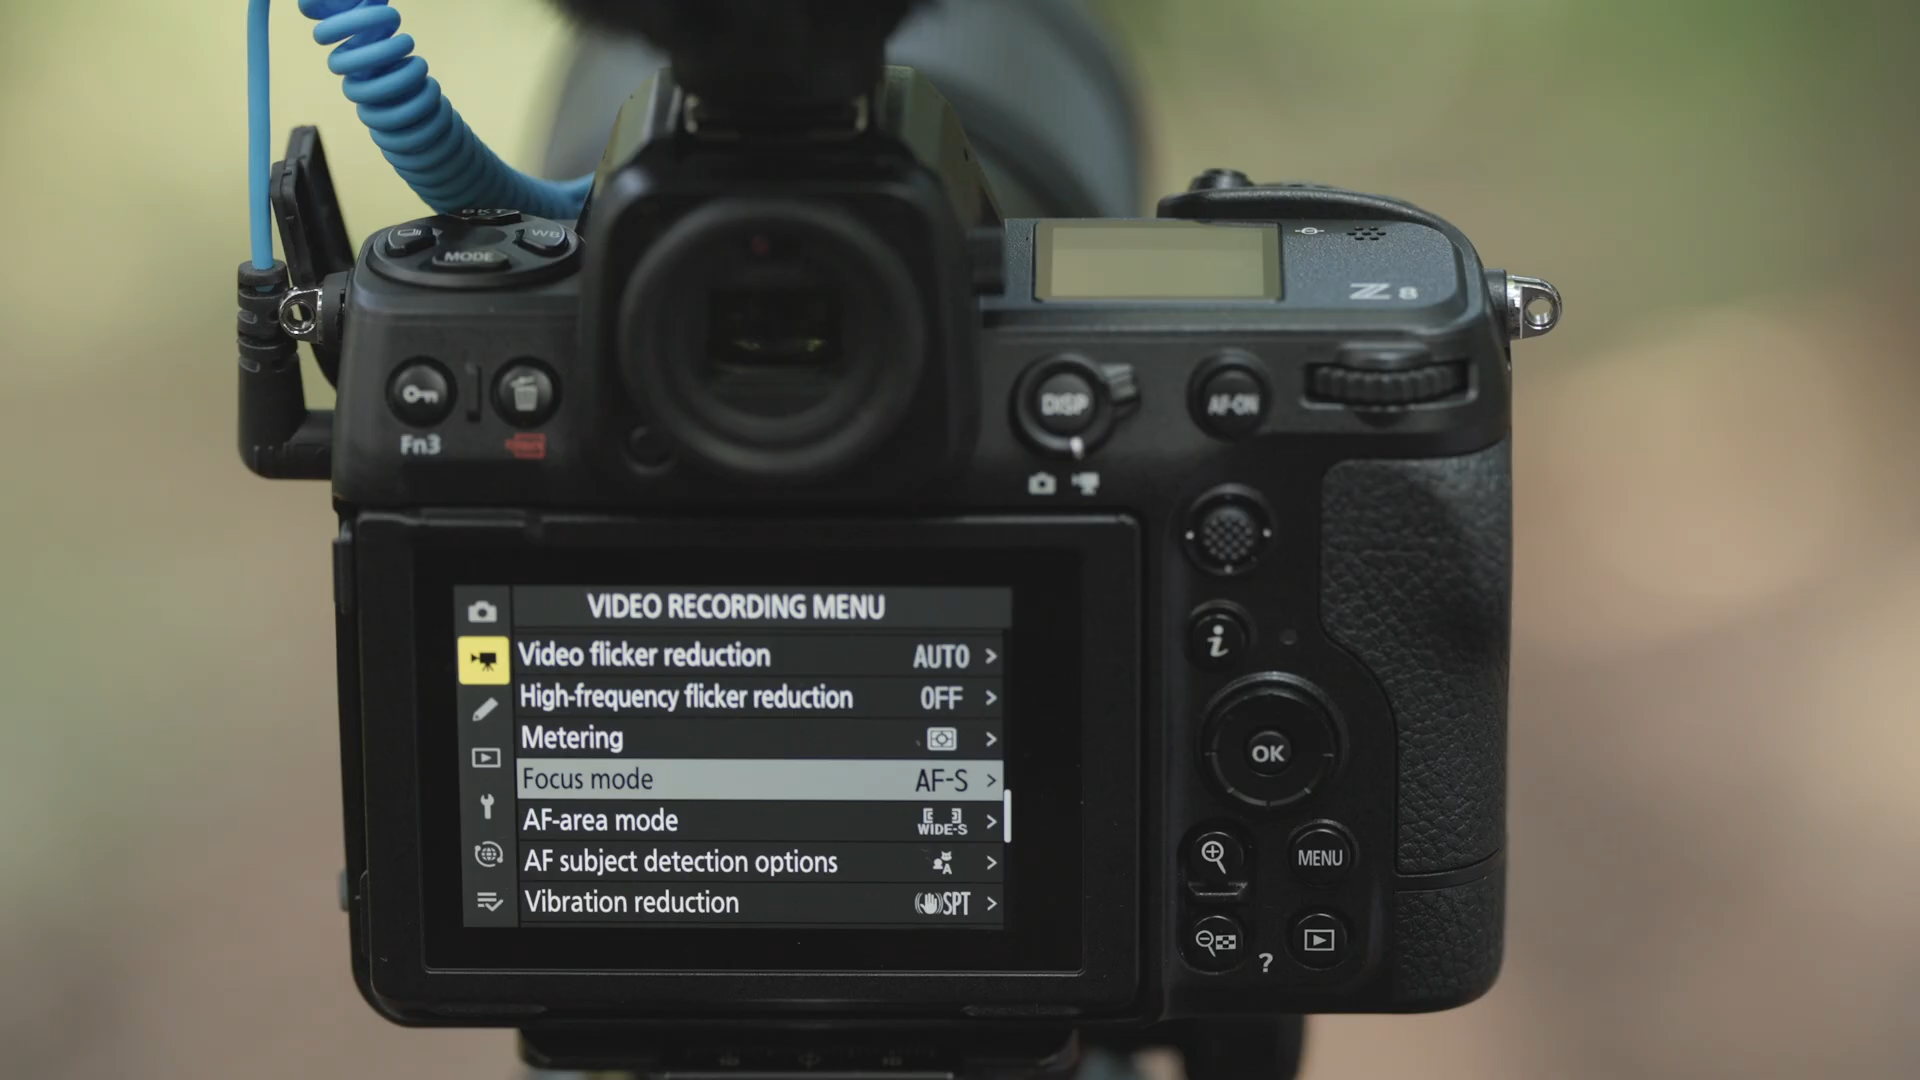 BKT
WB
MODE
Z 8
DISP
AF-ON
Fn3
VIDEO RECORDING MENU
Video flicker reduction AUTO >
High-frequency flicker reduction OFF >
Metering >
Focus mode AF-S >
AF-area mode WIDE-S >
AF subject detection options A >
Vibration reduction SPT >
i
OK
MENU
?